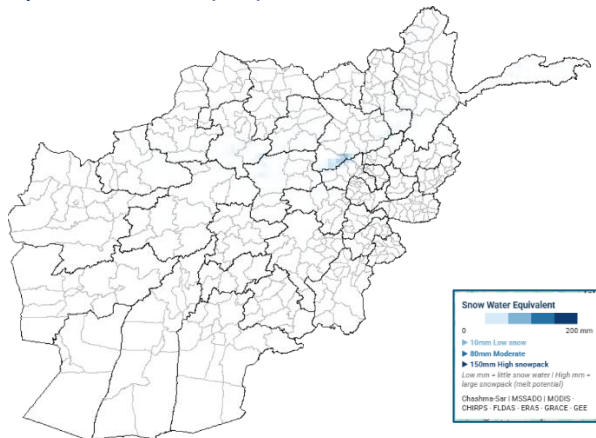 Snow Water Equivalent
0 200 mm
▶ 10mm Low snow
▶ 80mm Moderate
▶ 150mm High snowpack
Low mm = little snow water | High mm =
large snowpack (melt potential)
Chashma-Sar | MSSADO | MODIS ·
CHIRPS · FLDAS · ERA5 · GRACE · GEE